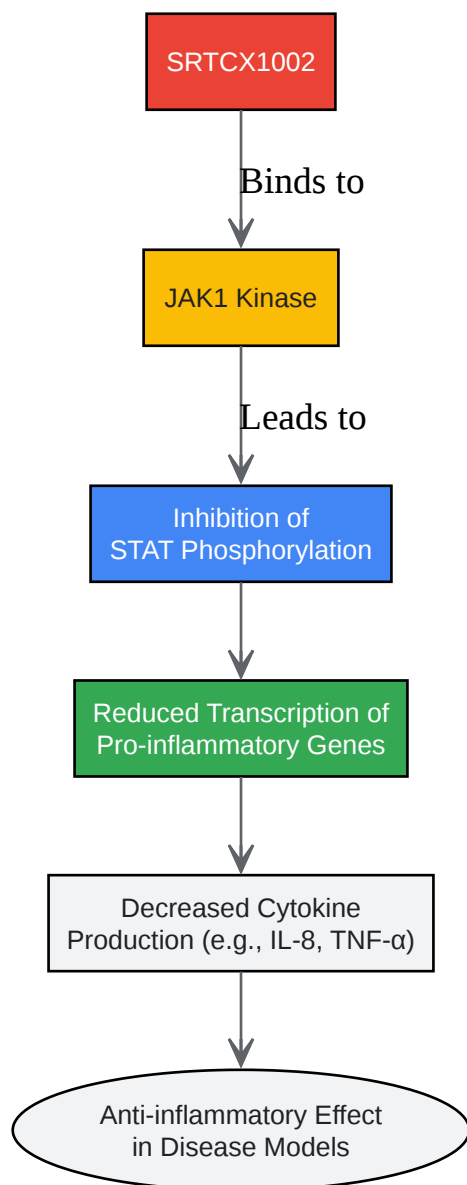 SRTCX1002
Binds to
JAK1 Kinase
Leads to
Inhibition of
STAT Phosphorylation
Reduced Transcription of
Pro-inflammatory Genes
Decreased Cytokine
Production (e.g., IL-8, TNF-α)
Anti-inflammatory Effect
in Disease Models